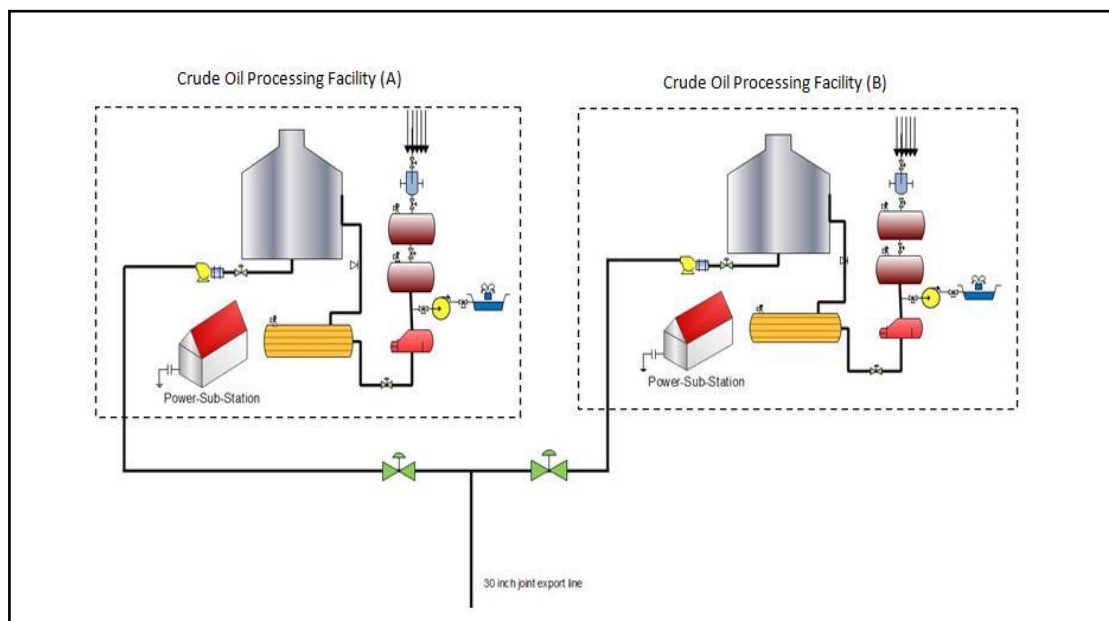 Crude Oil Processing Facility (A)
Crude Oil Processing Facility (B)
Power-Sub-Station
Power-Sub-Station
30 inch joint export line